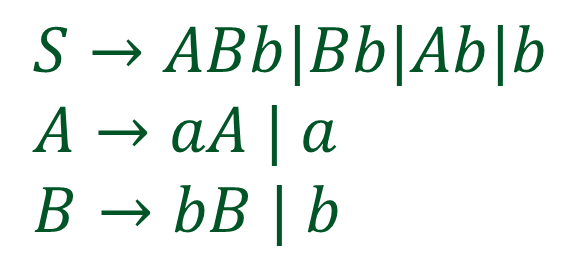 S → ABb|Bb|Ab|b
A → aA | a
B → bB | b